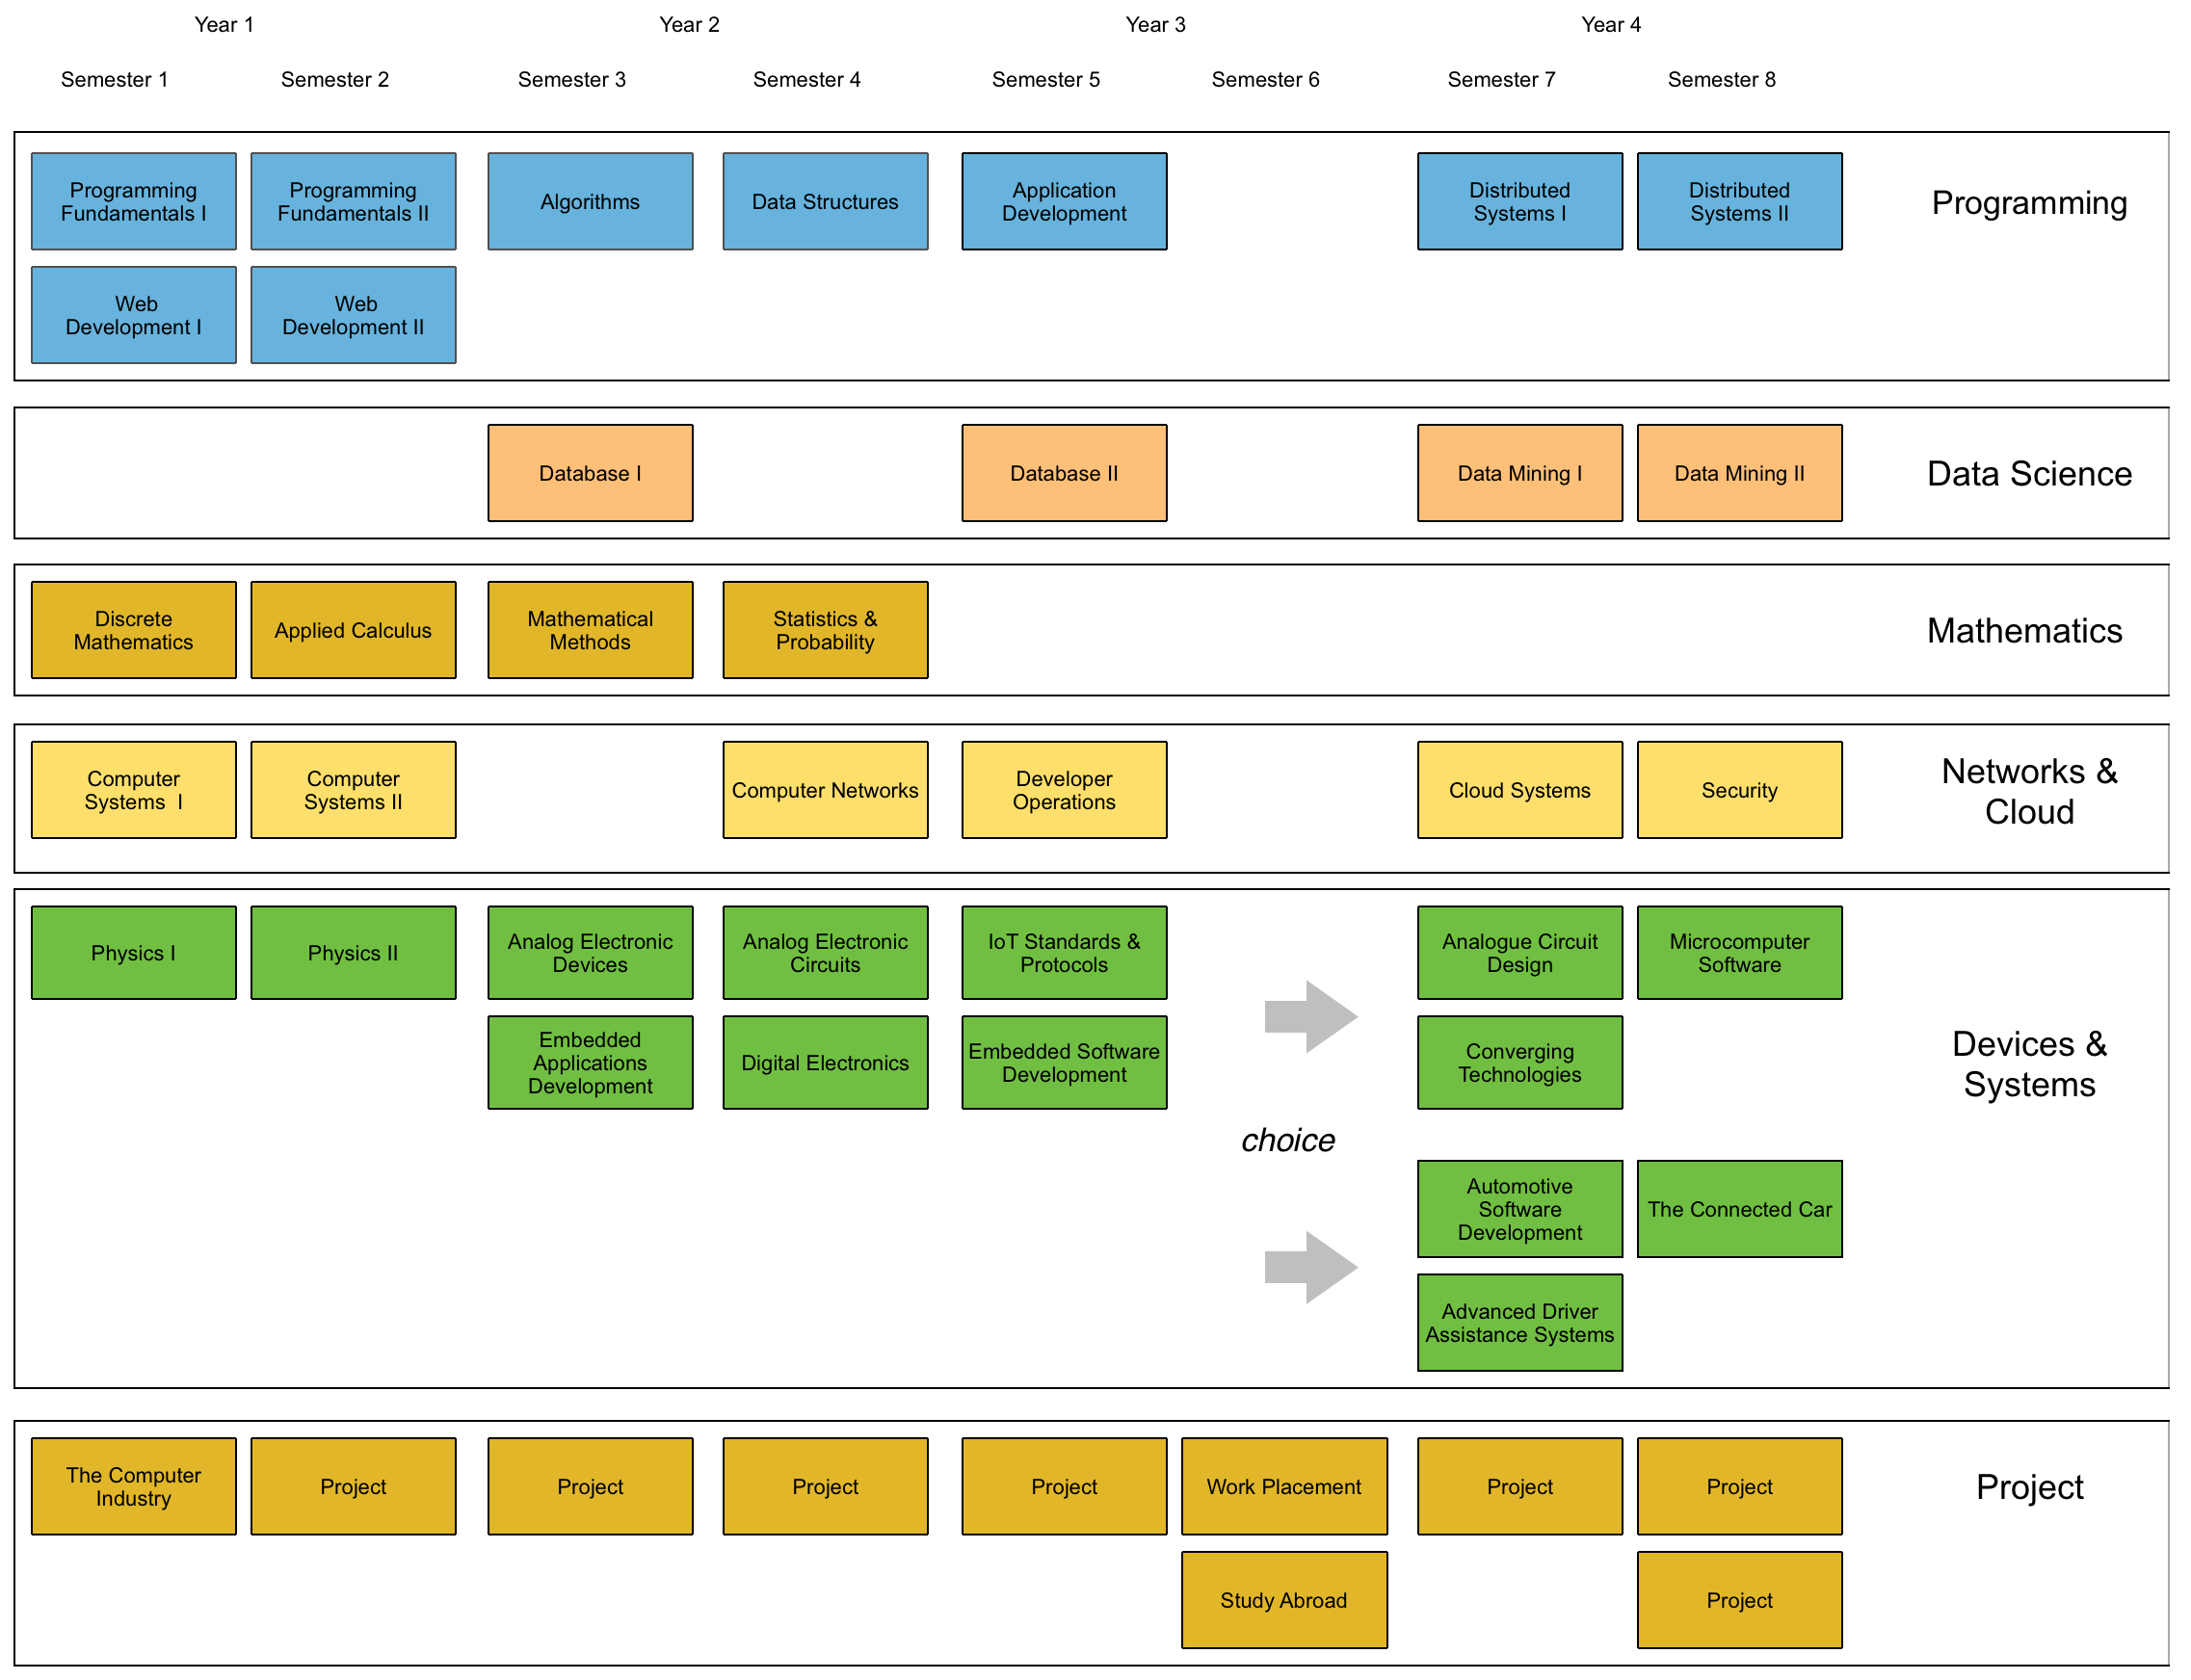 Year 1
Year 2
Year 3
Year 4
Semester 1
Semester 2
Semester 3
Semester 4
Semester 5
Semester 6
Semester 7
Semester 8
Programming
Fundamentals I
Programming
Fundamentals II
Algorithms
Data Structures
Application
Development
Distributed
Systems I
Distributed
Systems II
Programming
Web
Development I
Web
Development II
Database I
Database II
Data Mining I
Data Mining II
Data Science
Discrete
Mathematics
Applied Calculus
Mathematical
Methods
Statistics &
Probability
Mathematics
Computer
Systems I
Computer
Systems II
Computer Networks
Developer
Operations
Cloud Systems
Security
Networks &
Cloud
Physics I
Physics II
Analog Electronic
Devices
Analog Electronic
Circuits
IoT Standards &
Protocols
Analogue Circuit
Design
Microcomputer
Software
Embedded
Applications
Development
Digital Electronics
Embedded Software
Development
Converging
Technologies
Devices &
Systems
choice
Automotive
Software
Development
The Connected Car
Advanced Driver
Assistance Systems
The Computer
Industry
Project
Project
Project
Project
Work Placement
Project
Project
Project
Study Abroad
Project